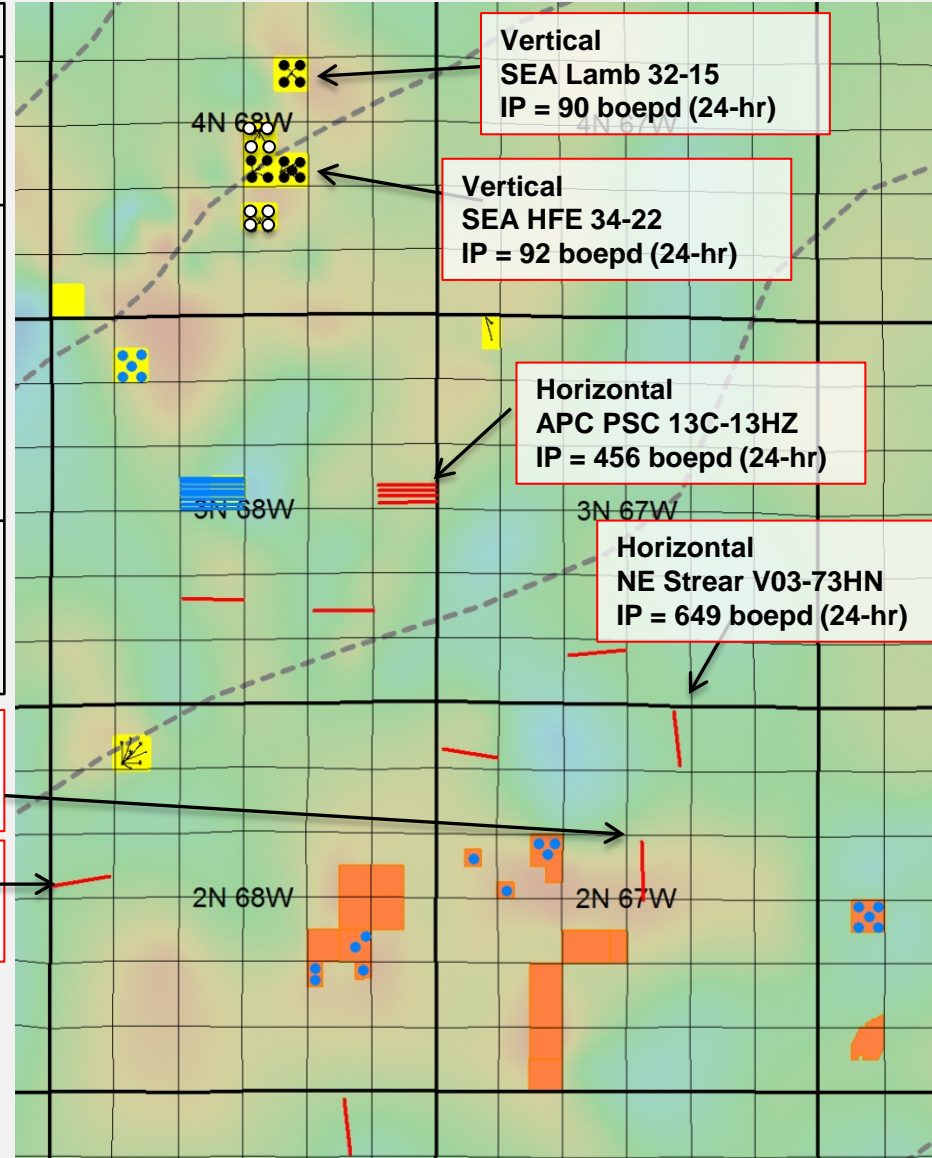 Vertical
SEA Lamb 32-15
IP = 90 boepd (24-hr)
4N 68W
4N 67W
Vertical
SEA HFE 34-22
IP = 92 boepd (24-hr)
Horizontal
APC PSC 13C-13HZ
IP = 456 boepd (24-hr)
3N 68W
3N 67W
Horizontal
NE Strear V03-73HN
IP = 649 boepd (24-hr)
2N 68W
2N 67W